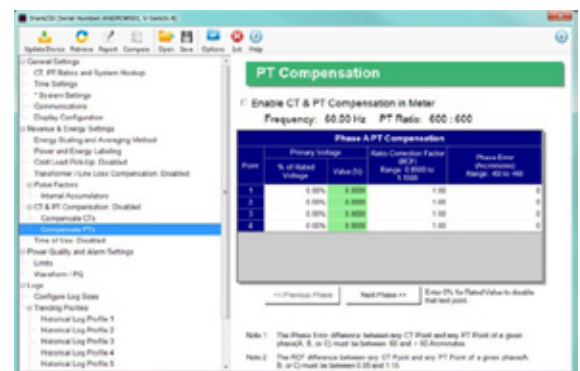 Shark250 [Serial Number: V-Switch 4]
Update Device Retrieve Report Compare Open Save Options Exit Help
General Settings
CT, PT Ratios and System Hookup
Time Settings
* System Settings
Communications
Display Configuration
Revenue & Energy Settings
Energy Scaling and Averaging Method
Power and Energy Labeling
Cold Load Pick-Up: Disabled
Transformer / Line Loss Compensation: Disabled
Pulse Factors
Internal Accumulators
CT & PT Compensation: Disabled
Compensate CTs
Compensate PTs
Time of Use: Disabled
Power Quality and Alarm Settings
Limits
Waveform / PQ
Logs
Configure Log Sizes
Trending Profiles
Historical Log Profile 1
Historical Log Profile 2
Historical Log Profile 3
Historical Log Profile 4
Historical Log Profile 5
PT Compensation
Enable CT & PT Compensation in Meter
Frequency: 60.00 Hz PT Ratio: 600 : 600
Phase A PT Compensation
Point
Primary Voltage
% of Rated Voltage
Value (V)
Ratio Correction Factor (RCF) Range: 0.8500 to 1.1500
Phase Error (Arcminutes) Range: -60 to +60
1 0.00% 0.0000 1.00 0
2 0.00% 0.0000 1.00 0
3 0.00% 0.0000 1.00 0
4 0.00% 0.0000 1.00 0
<< Previous Phase
Next Phase >>
Enter 0% for Rated Value to disable
that test point.
Note 1: The Phase Error difference between any CT Point and any PT Point of a given
phase(A, B, or C) must be between -60 and + 60 Arcminutes.
Note 2: The RCF difference between any CT Point and any PT Point of a given phase(A,
B, or C) must be between 0.85 and 1.15.